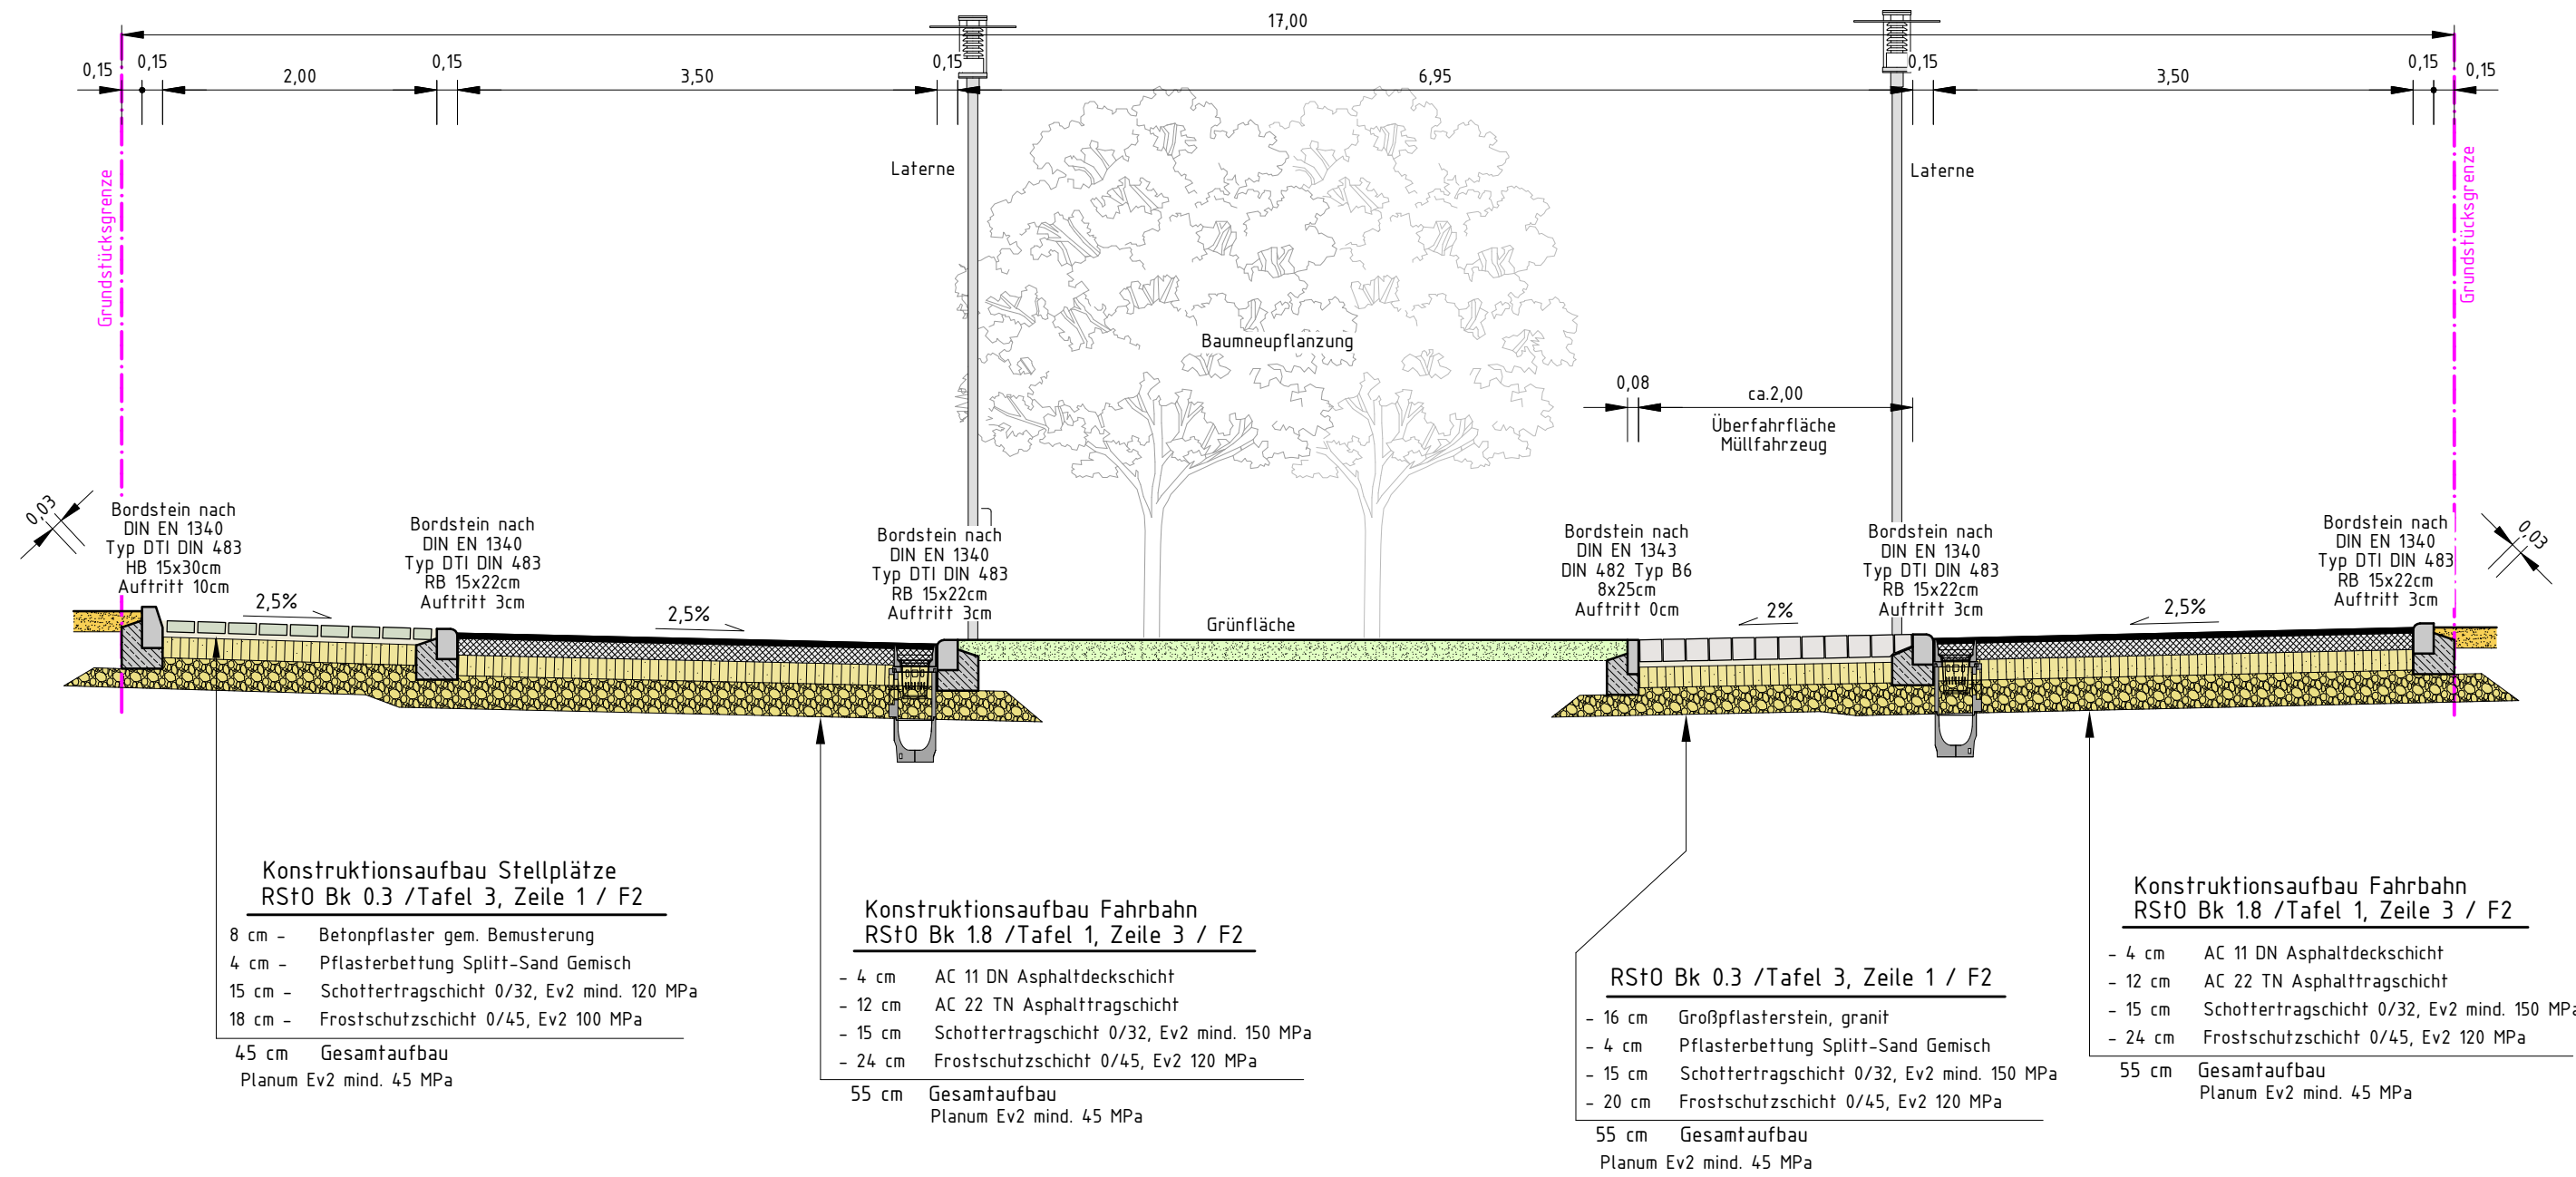 17,00
0,15
0,15
2,00
0,15
3,50
0,15
6,95
0,15
3,50
0,15
0,15
Grundstücksgrenze
Laterne
Laterne
Grundstücksgrenze
Baumneupflanzung
0,08
ca.2,00
Überfahrfläche
Müllfahrzeug
0,03
Bordstein nach
DIN EN 1340
Typ DTI DIN 483
HB 15x30cm
Auftritt 10cm
Bordstein nach
DIN EN 1340
Typ DTI DIN 483
RB 15x22cm
Auftritt 3cm
Bordstein nach
DIN EN 1340
Typ DTI DIN 483
RB 15x22cm
Auftritt 3cm
Bordstein nach
DIN EN 1343
DIN 482 Typ B6
8x25cm
Auftritt 0cm
Bordstein nach
DIN EN 1340
Typ DTI DIN 483
RB 15x22cm
Auftritt 3cm
Bordstein nach
DIN EN 1340
Typ DTI DIN 483
RB 15x22cm
Auftritt 3cm
0,03
2,5%
2,5%
Grünfläche
2%
2,5%
Konstruktionsaufbau Stellplätze
RStO Bk 0.3 /Tafel 3, Zeile 1 / F2
8 cm - Betonpflaster gem. Bemusterung
4 cm - Pflasterbettung Splitt-Sand Gemisch
15 cm - Schottertragschicht 0/32, Ev2 mind. 120 MPa
18 cm - Frostschutzschicht 0/45, Ev2 100 MPa
45 cm Gesamtaufbau
Planum Ev2 mind. 45 MPa
Konstruktionsaufbau Fahrbahn
RStO Bk 1.8 /Tafel 1, Zeile 3 / F2
- 4 cm AC 11 DN Asphaltdeckschicht
- 12 cm AC 22 TN Asphalttragschicht
- 15 cm Schottertragschicht 0/32, Ev2 mind. 150 MPa
- 24 cm Frostschutzschicht 0/45, Ev2 120 MPa
55 cm Gesamtaufbau
Planum Ev2 mind. 45 MPa
RStO Bk 0.3 /Tafel 3, Zeile 1 / F2
- 16 cm Großpflasterstein, granit
- 4 cm Pflasterbettung Splitt-Sand Gemisch
- 15 cm Schottertragschicht 0/32, Ev2 mind. 150 MPa
- 20 cm Frostschutzschicht 0/45, Ev2 120 MPa
55 cm Gesamtaufbau
Planum Ev2 mind. 45 MPa
Konstruktionsaufbau Fahrbahn
RStO Bk 1.8 /Tafel 1, Zeile 3 / F2
- 4 cm AC 11 DN Asphaltdeckschicht
- 12 cm AC 22 TN Asphalttragschicht
- 15 cm Schottertragschicht 0/32, Ev2 mind. 150 MPa
- 24 cm Frostschutzschicht 0/45, Ev2 120 MPa
55 cm Gesamtaufbau
Planum Ev2 mind. 45 MPa